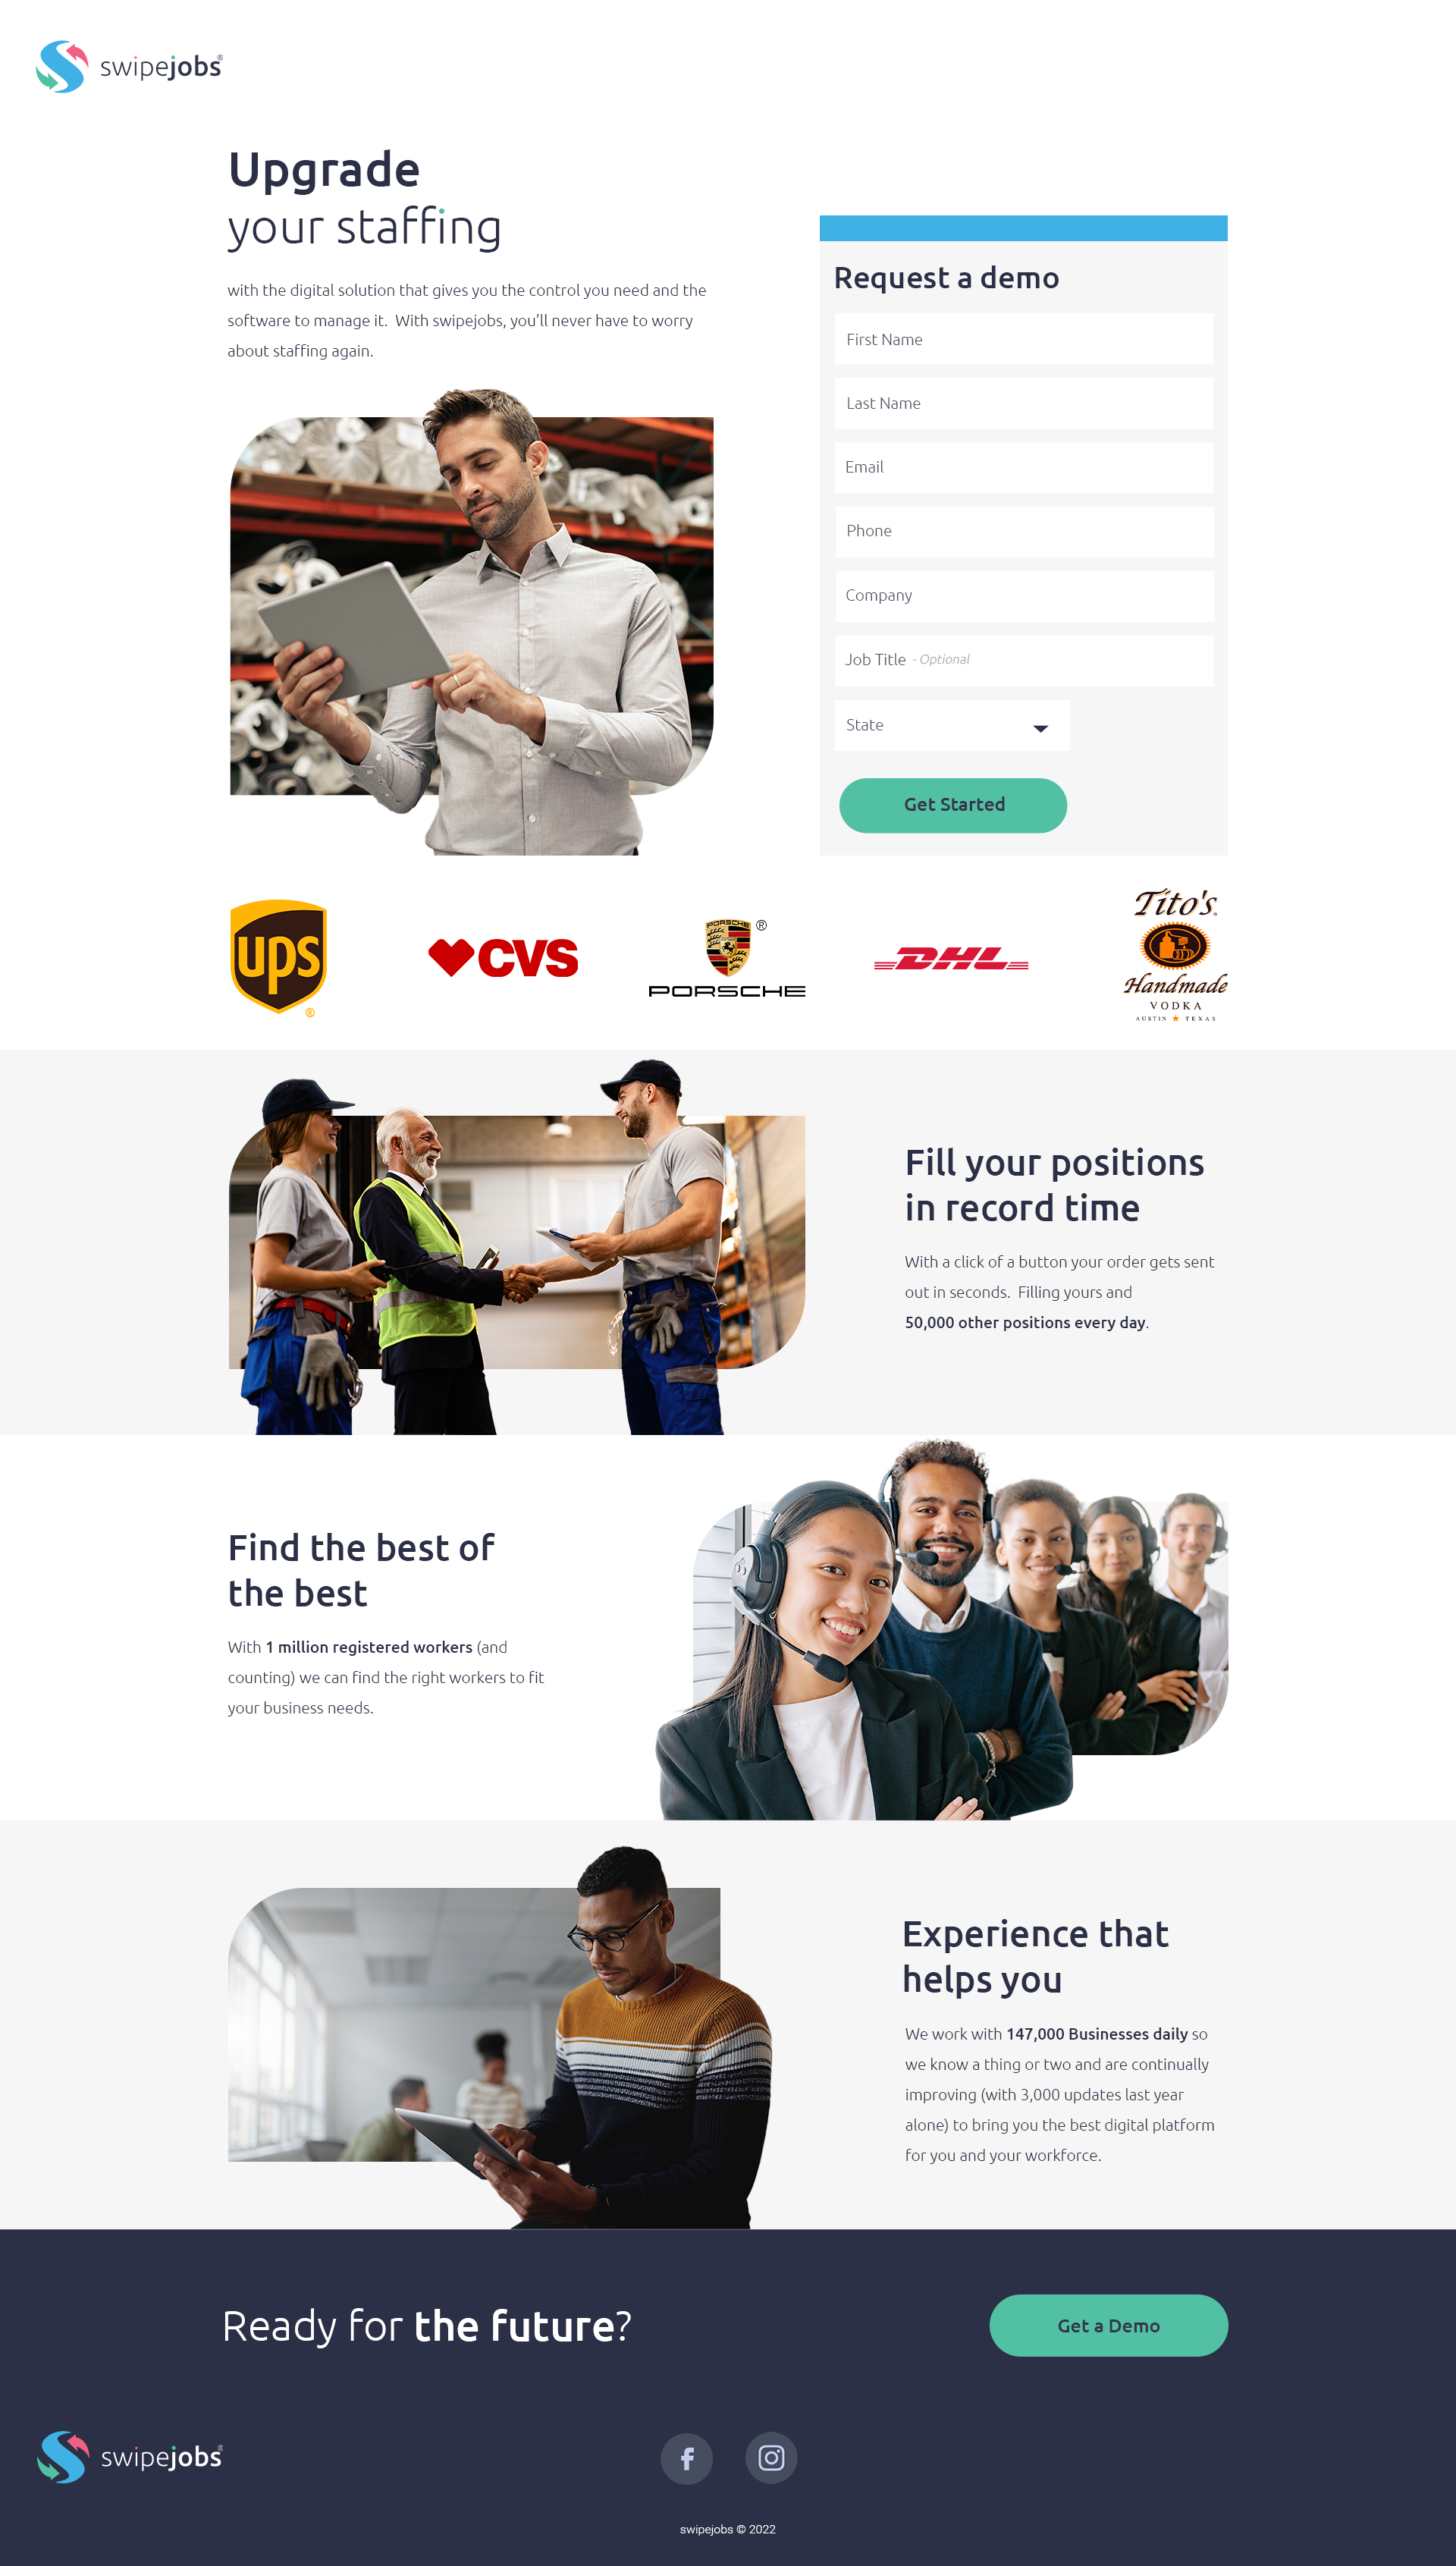 swipejobs®
Upgrade
your staffing
with the digital solution that gives you the control you need and the
software to manage it. With swipejobs, you’ll never have to worry
about staffing again.
Request a demo
First Name
Last Name
Email
Phone
Company
Job Title - Optional
State
Get Started
ups
®
CVS
PORSCHE
®
PORSCHE
DHL
Tito's
®
Handmade
VODKA
AUSTIN ★ TEXAS
Fill your positions
in record time
With a click of a button your order gets sent
out in seconds. Filling yours and
50,000 other positions every day.
Find the best of
the best
With 1 million registered workers (and
counting) we can find the right workers to fit
your business needs.
Experience that
helps you
We work with 147,000 Businesses daily so
we know a thing or two and are continually
improving (with 3,000 updates last year
alone) to bring you the best digital platform
for you and your workforce.
Ready for the future?
Get a Demo
swipejobs®
f
swipejobs © 2022